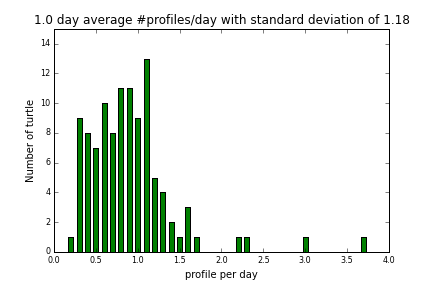 1.0 day average #profiles/day with standard deviation of 1.18
14
12
10
8
6
4
2
0
Number of turtle
0.0 0.5 1.0 1.5 2.0 2.5 3.0 3.5 4.0
profile per day